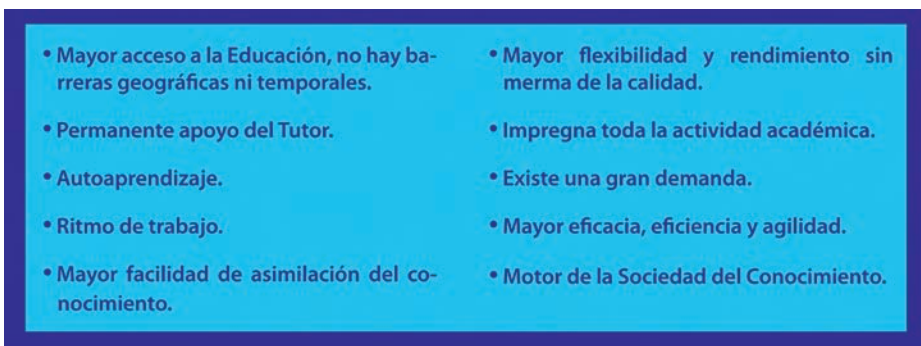 • Mayor acceso a la Educación, no hay ba-
rreras geográficas ni temporales.
• Permanente apoyo del Tutor.
• Autoaprendizaje.
• Ritmo de trabajo.
• Mayor facilidad de asimilación del co-
nocimiento.
• Mayor flexibilidad y rendimiento sin
merma de la calidad.
• Impregna toda la actividad académica.
• Existe una gran demanda.
• Mayor eficacia, eficiencia y agilidad.
• Motor de la Sociedad del Conocimiento.